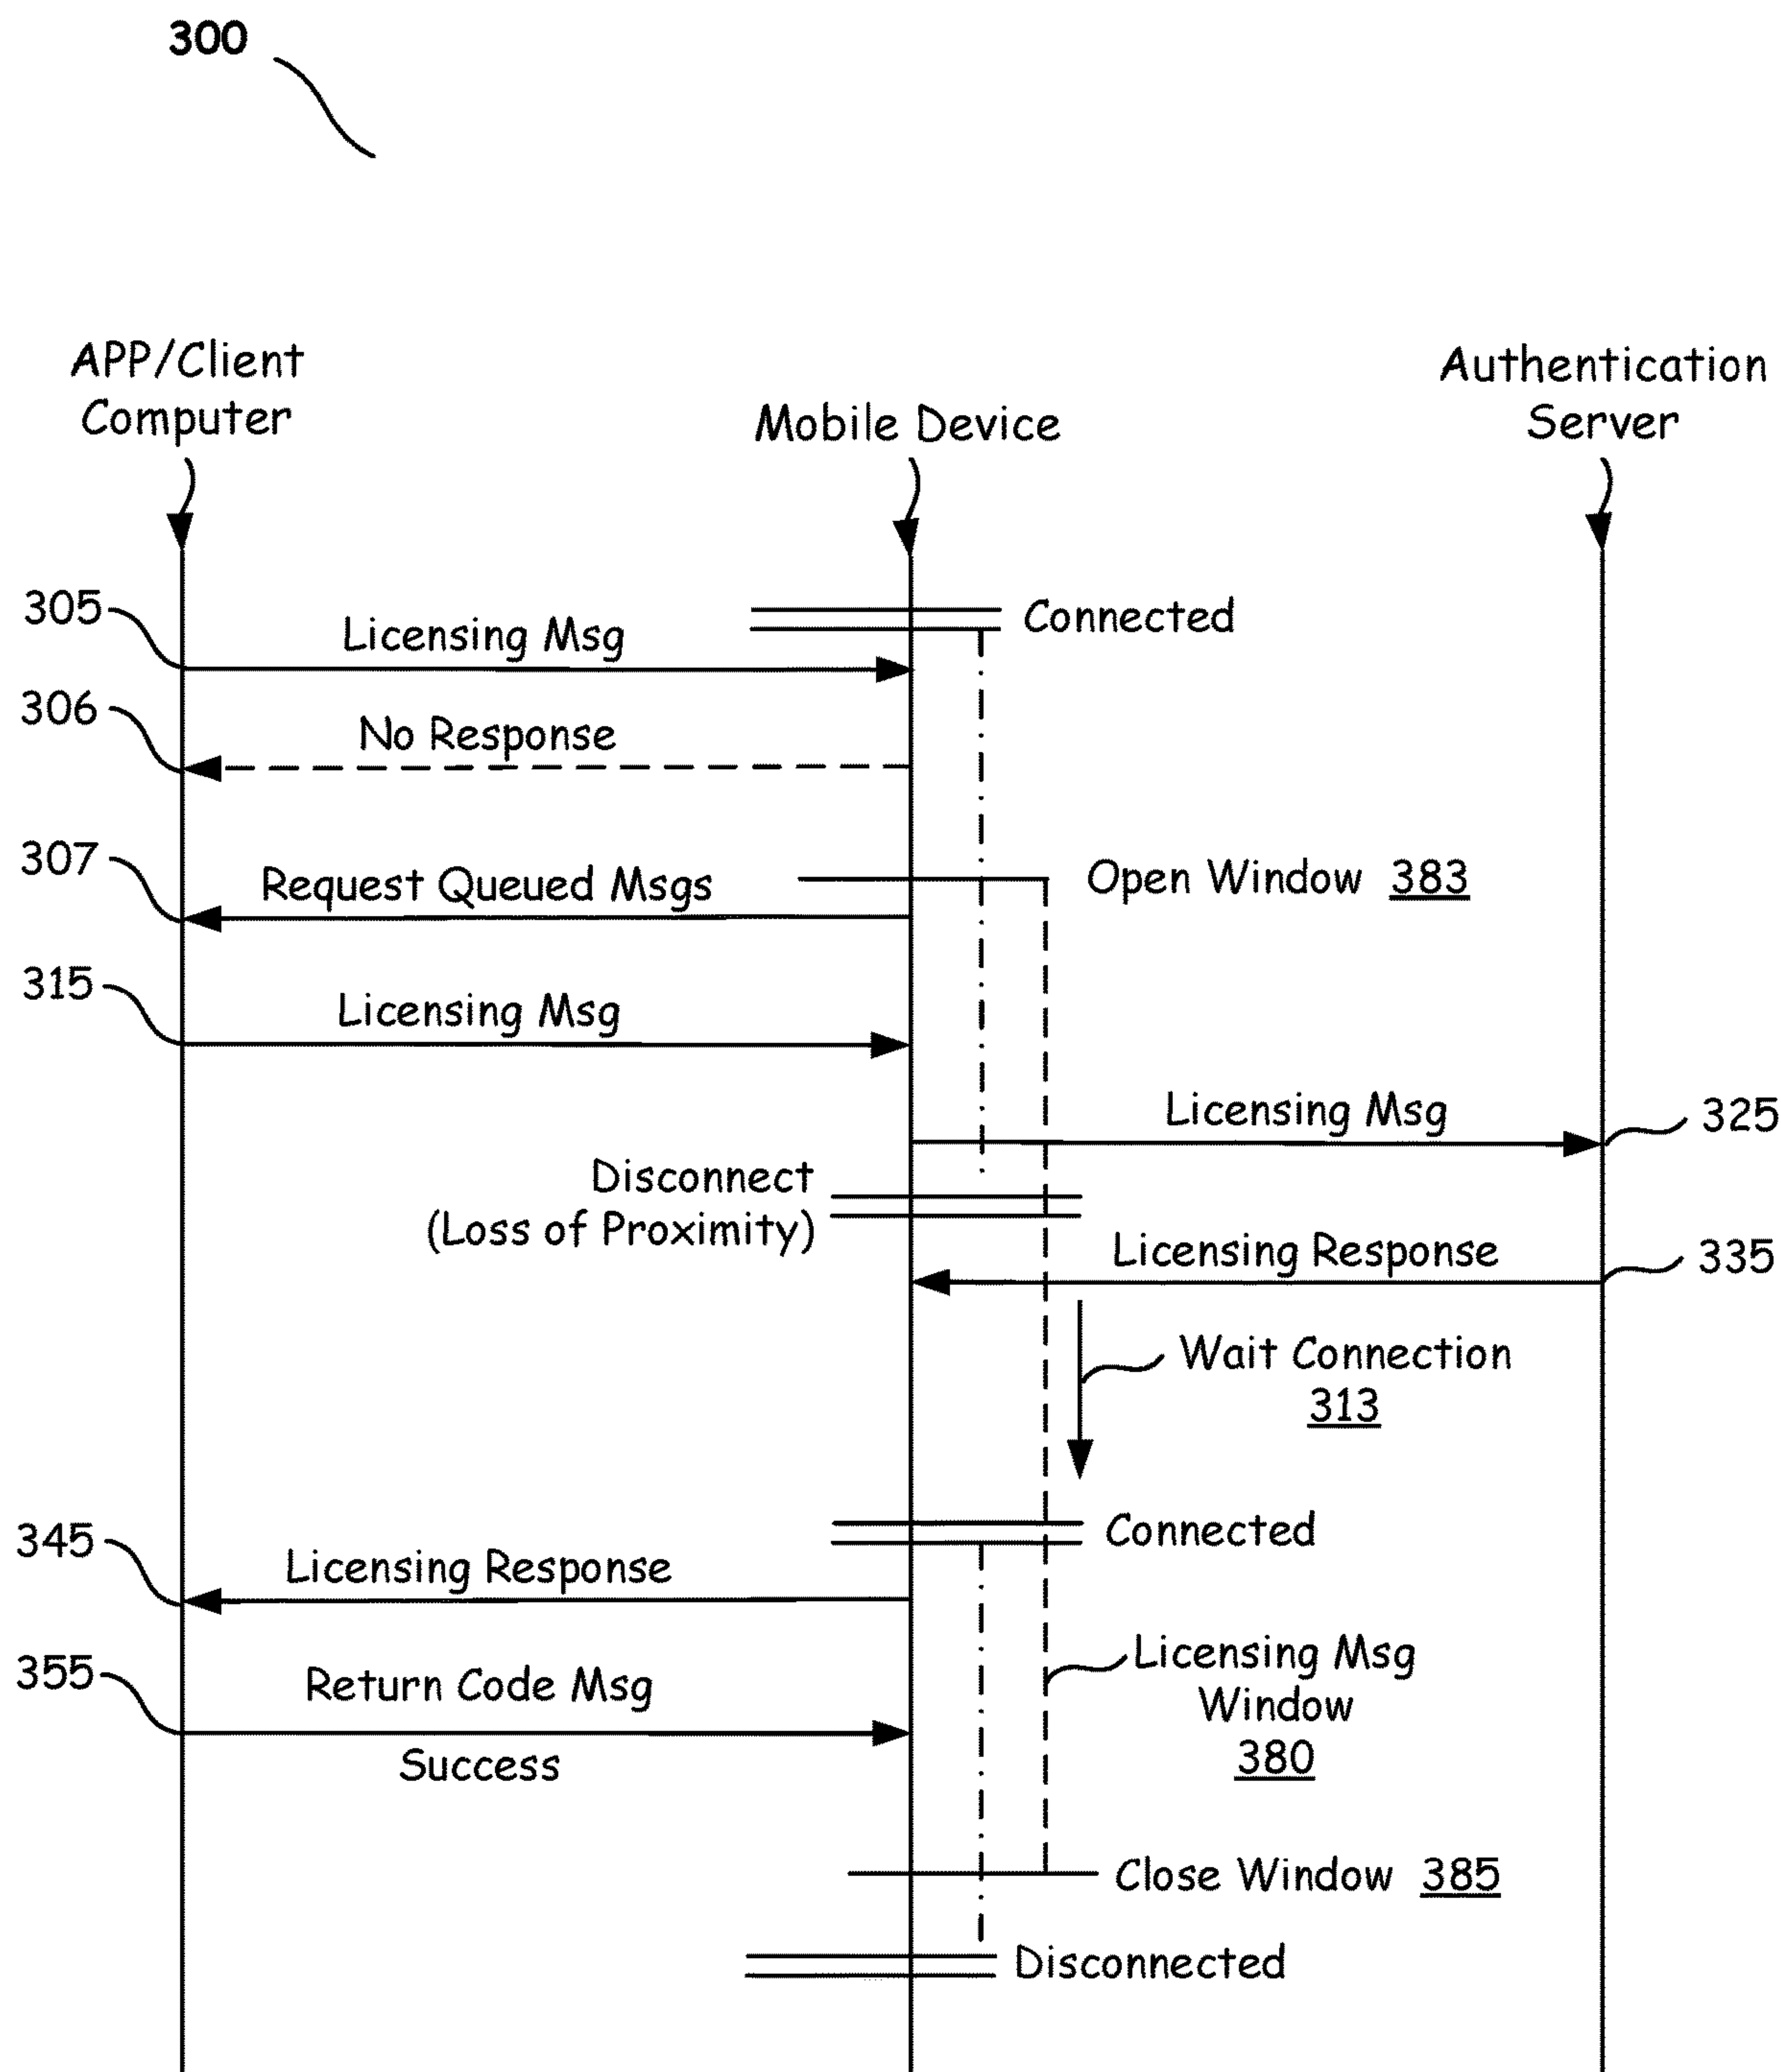 300
APP/Client
Computer
Mobile Device
Authentication
Server
305
Licensing Msg
Connected
306
No Response
307
Request Queued Msgs
Open Window 383
315
Licensing Msg
Licensing Msg
325
Disconnect
(Loss of Proximity)
Licensing Response
335
Wait Connection
313
Connected
345
Licensing Response
355
Return Code Msg
Success
Licensing Msg
Window
380
Close Window 385
Disconnected